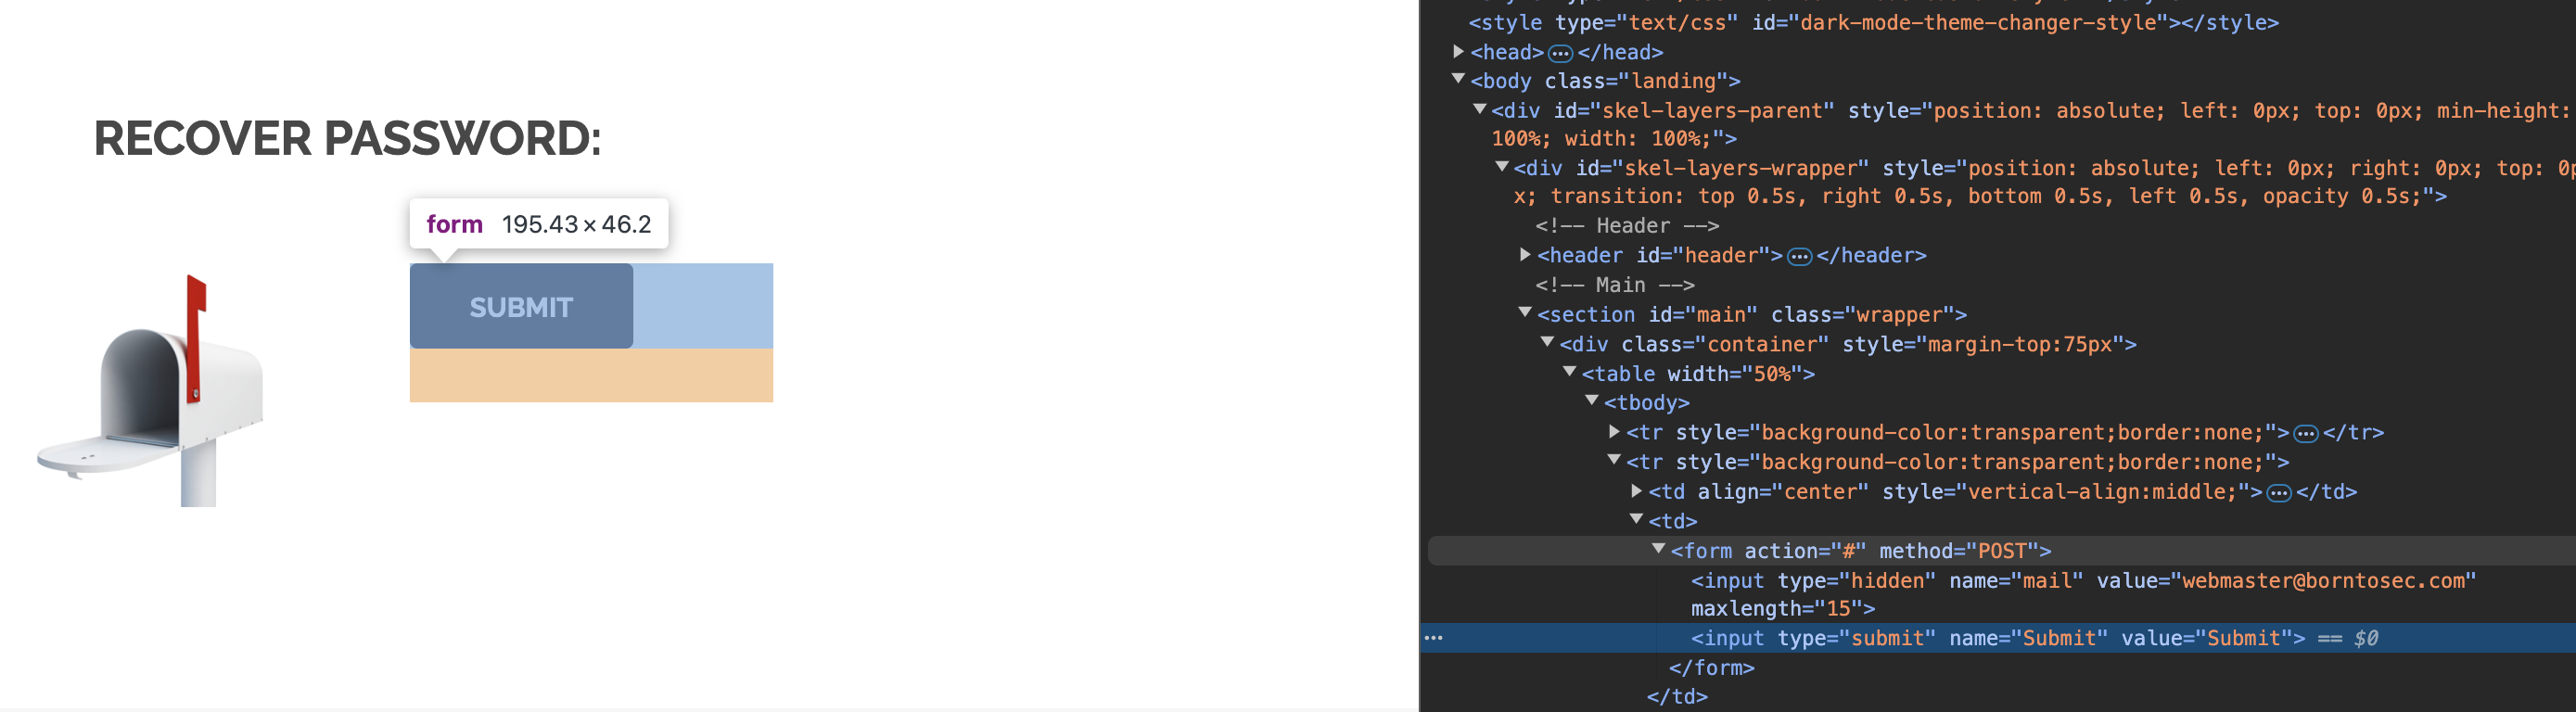 RECOVER PASSWORD:
form 195.43 × 46.2
SUBMIT
<style type="text/css" id="dark-mode-theme-changer-style"></style>
<head>…</head>
<body class="landing">
<div id="skel-layers-parent" style="position: absolute; left: 0px; top: 0px; min-height:
100%; width: 100%;">
<div id="skel-layers-wrapper" style="position: absolute; left: 0px; right: 0px; top: 0p
x; transition: top 0.5s, right 0.5s, bottom 0.5s, left 0.5s, opacity 0.5s;">
<!-- Header -->
<header id="header">…</header>
<!-- Main -->
<section id="main" class="wrapper">
<div class="container" style="margin-top:75px">
<table width="50%">
<tbody>
<tr style="background-color:transparent;border:none;">…</tr>
<tr style="background-color:transparent;border:none;">
<td align="center" style="vertical-align:middle;">…</td>
<td>
<form action="#" method="POST">
<input type="hidden" name="mail" value="webmaster@borntosec.com"
maxlength="15">
… <input type="submit" name="Submit" value="Submit"> == $0
</form>
</td>